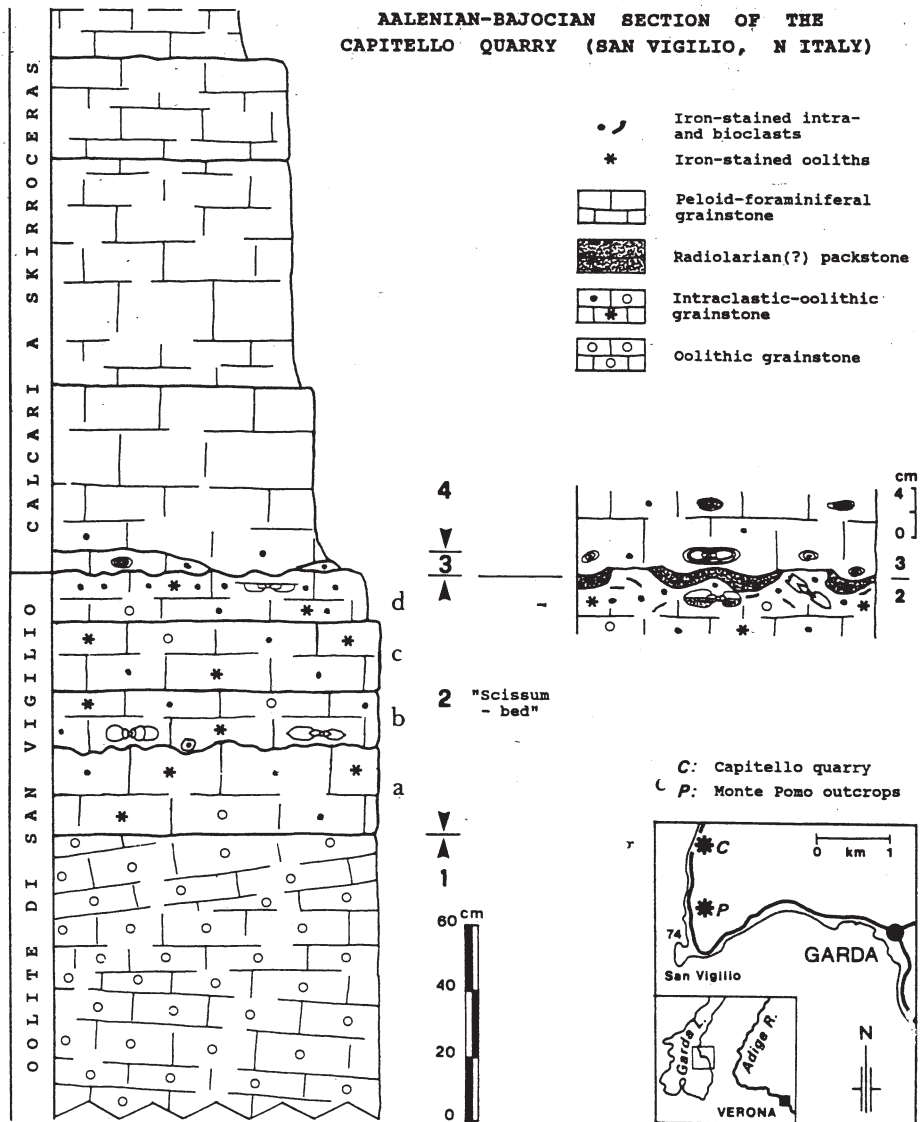 AALENIAN-BAJOCIAN SECTION OF THE
CAPITELLO QUARRY (SAN VIGILIO, N ITALY)
Iron-stained intra-
and bioclasts
Iron-stained ooliths
Peloid-foraminiferal
grainstone
Radiolarian(?) packstone
Intraclastic-oolithic
grainstone
Oolithic grainstone
CALCARI A SKIRROCERAS
OOLITE DI SAN VIGILIO
4
3
d
c
2 "Scissum
- bed"
b
a
1
60 cm
40
20
0
cm
4
0
3
2
C: Capitello quarry
P: Monte Pomo outcrops
0 km 1
C
P
74
GARDA
San Vigilio
Garda L.
Adige R.
VERONA
N